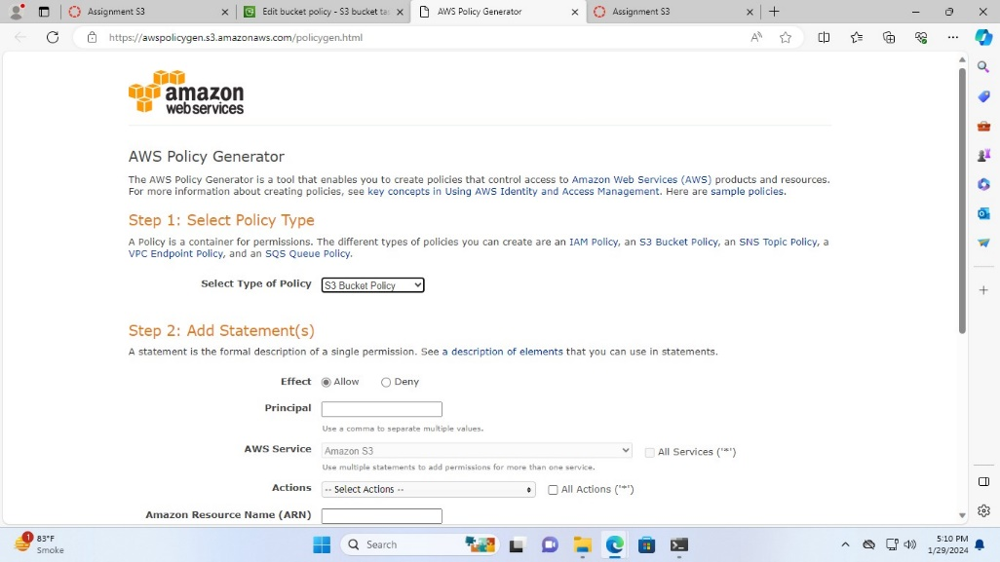 Assignment S3
Edit bucket policy - S3 bucket tas
AWS Policy Generator
Assignment S3
https://awspolicygen.s3.amazonaws.com/policygen.html
amazon
web services
AWS Policy Generator
The AWS Policy Generator is a tool that enables you to create policies that control access to Amazon Web Services (AWS) products and resources.
For more information about creating policies, see key concepts in Using AWS Identity and Access Management. Here are sample policies.
Step 1: Select Policy Type
A Policy is a container for permissions. The different types of policies you can create are an IAM Policy, an S3 Bucket Policy, an SNS Topic Policy, a
VPC Endpoint Policy, and an SQS Queue Policy.
Select Type of Policy S3 Bucket Policy
Step 2: Add Statement(s)
A statement is the formal description of a single permission. See a description of elements that you can use in statements.
Effect Allow Deny
Principal
Use a comma to separate multiple values.
AWS Service Amazon S3 All Services ('*')
Use multiple statements to add permissions for more than one service.
Actions -- Select Actions -- All Actions ('*')
Amazon Resource Name (ARN)
1
83°F
Smoke
Search
5:10 PM
1/29/2024